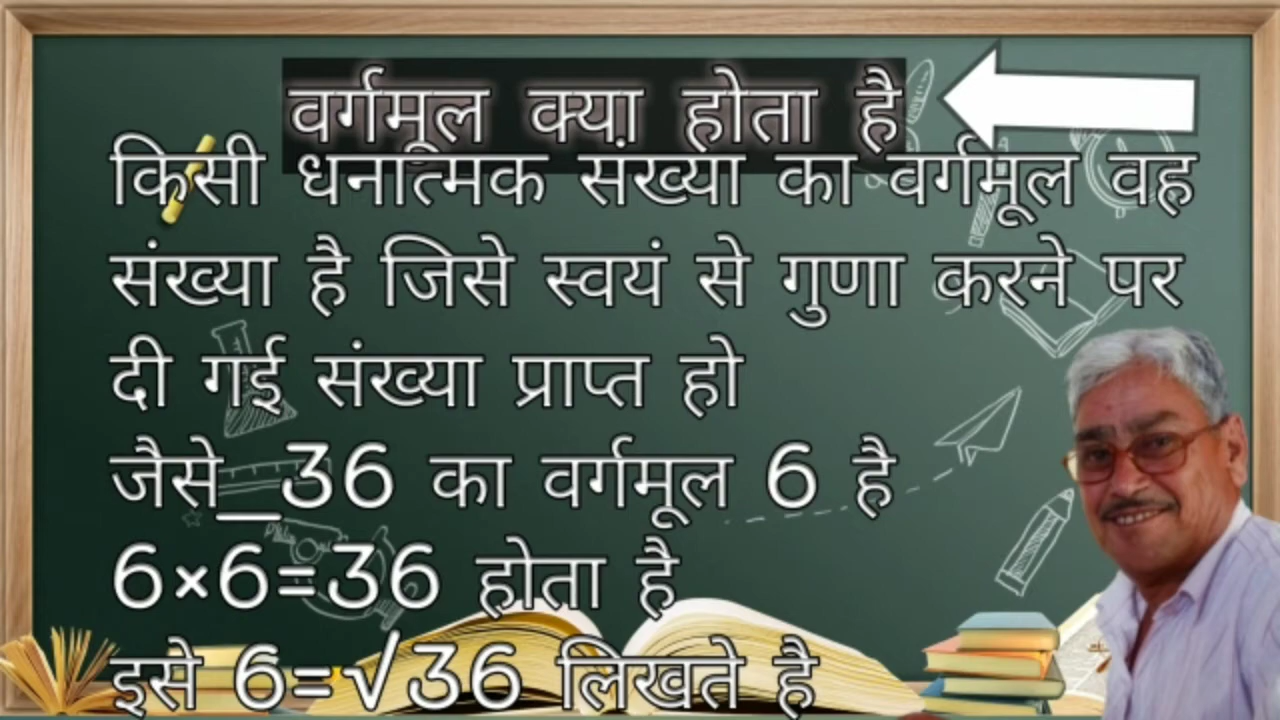 वर्गमूल क्या होता है
किसी धनात्मक संख्या का वर्गमूल वह
संख्या है जिसे स्वयं से गुणा करने पर
दी गई संख्या प्राप्त हो
जैसे_36 का वर्गमूल 6 है
6×6=36 होता है
इसे 6=√36 लिखते है